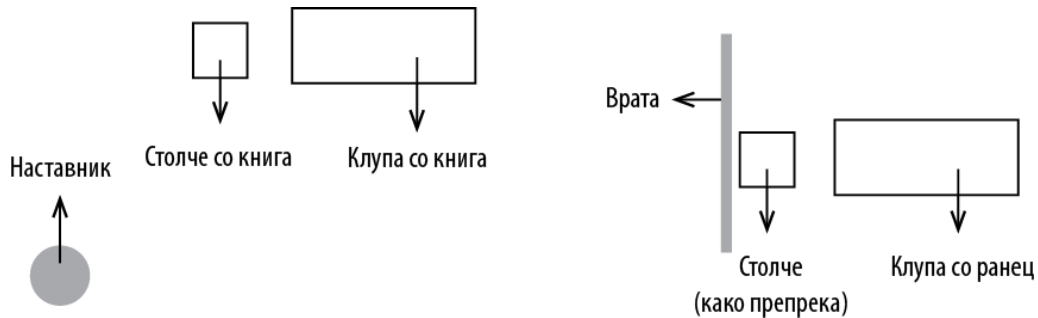 Наставник
Столче со книга
Клупа со книга
Врата
Столче
(како препрека)
Клупа со ранец